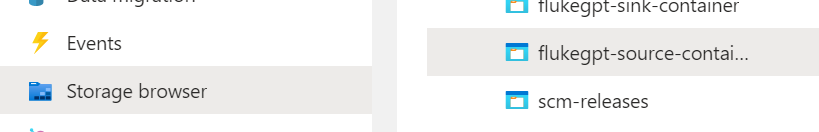 Data migration
Events
Storage browser
flukegpt-sink-container
flukegpt-source-contai...
scm-releases